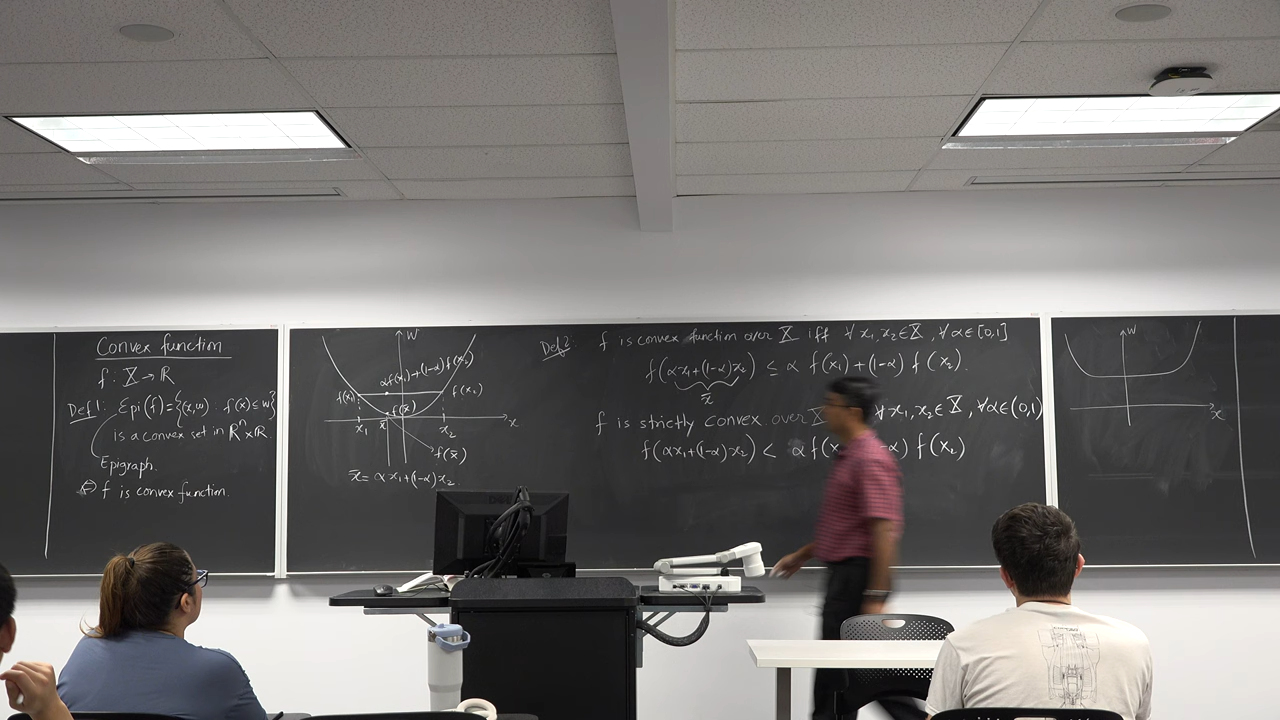 Convex function
f : X → ℝ
Def 1: Epi(f) = {(x,w) : f(x) ≤ w}
is a convex set in ℝⁿ × ℝ
Epigraph.
f is convex function.
w
αf(x₁)+(1-α)f(x₂)
f(x₁)
f(x₂)
f(x̄)
x₁
x̄
x₂
x
f(x̄)
x̄ = αx₁+(1-α)x₂.
Def 2
f is convex function over X iff ∀ x₁, x₂ ∈ X, ∀ α ∈ [0,1]
f(αx₁+(1-α)x₂) ≤ α f(x₁) + (1-α) f(x₂).
x̄
f is strictly convex over X ∀ x₁, x₂ ∈ X, ∀α ∈ (0,1)
f(αx₁+(1-α)x₂) < αf(x -α) f(x₂)
w
x
DELL